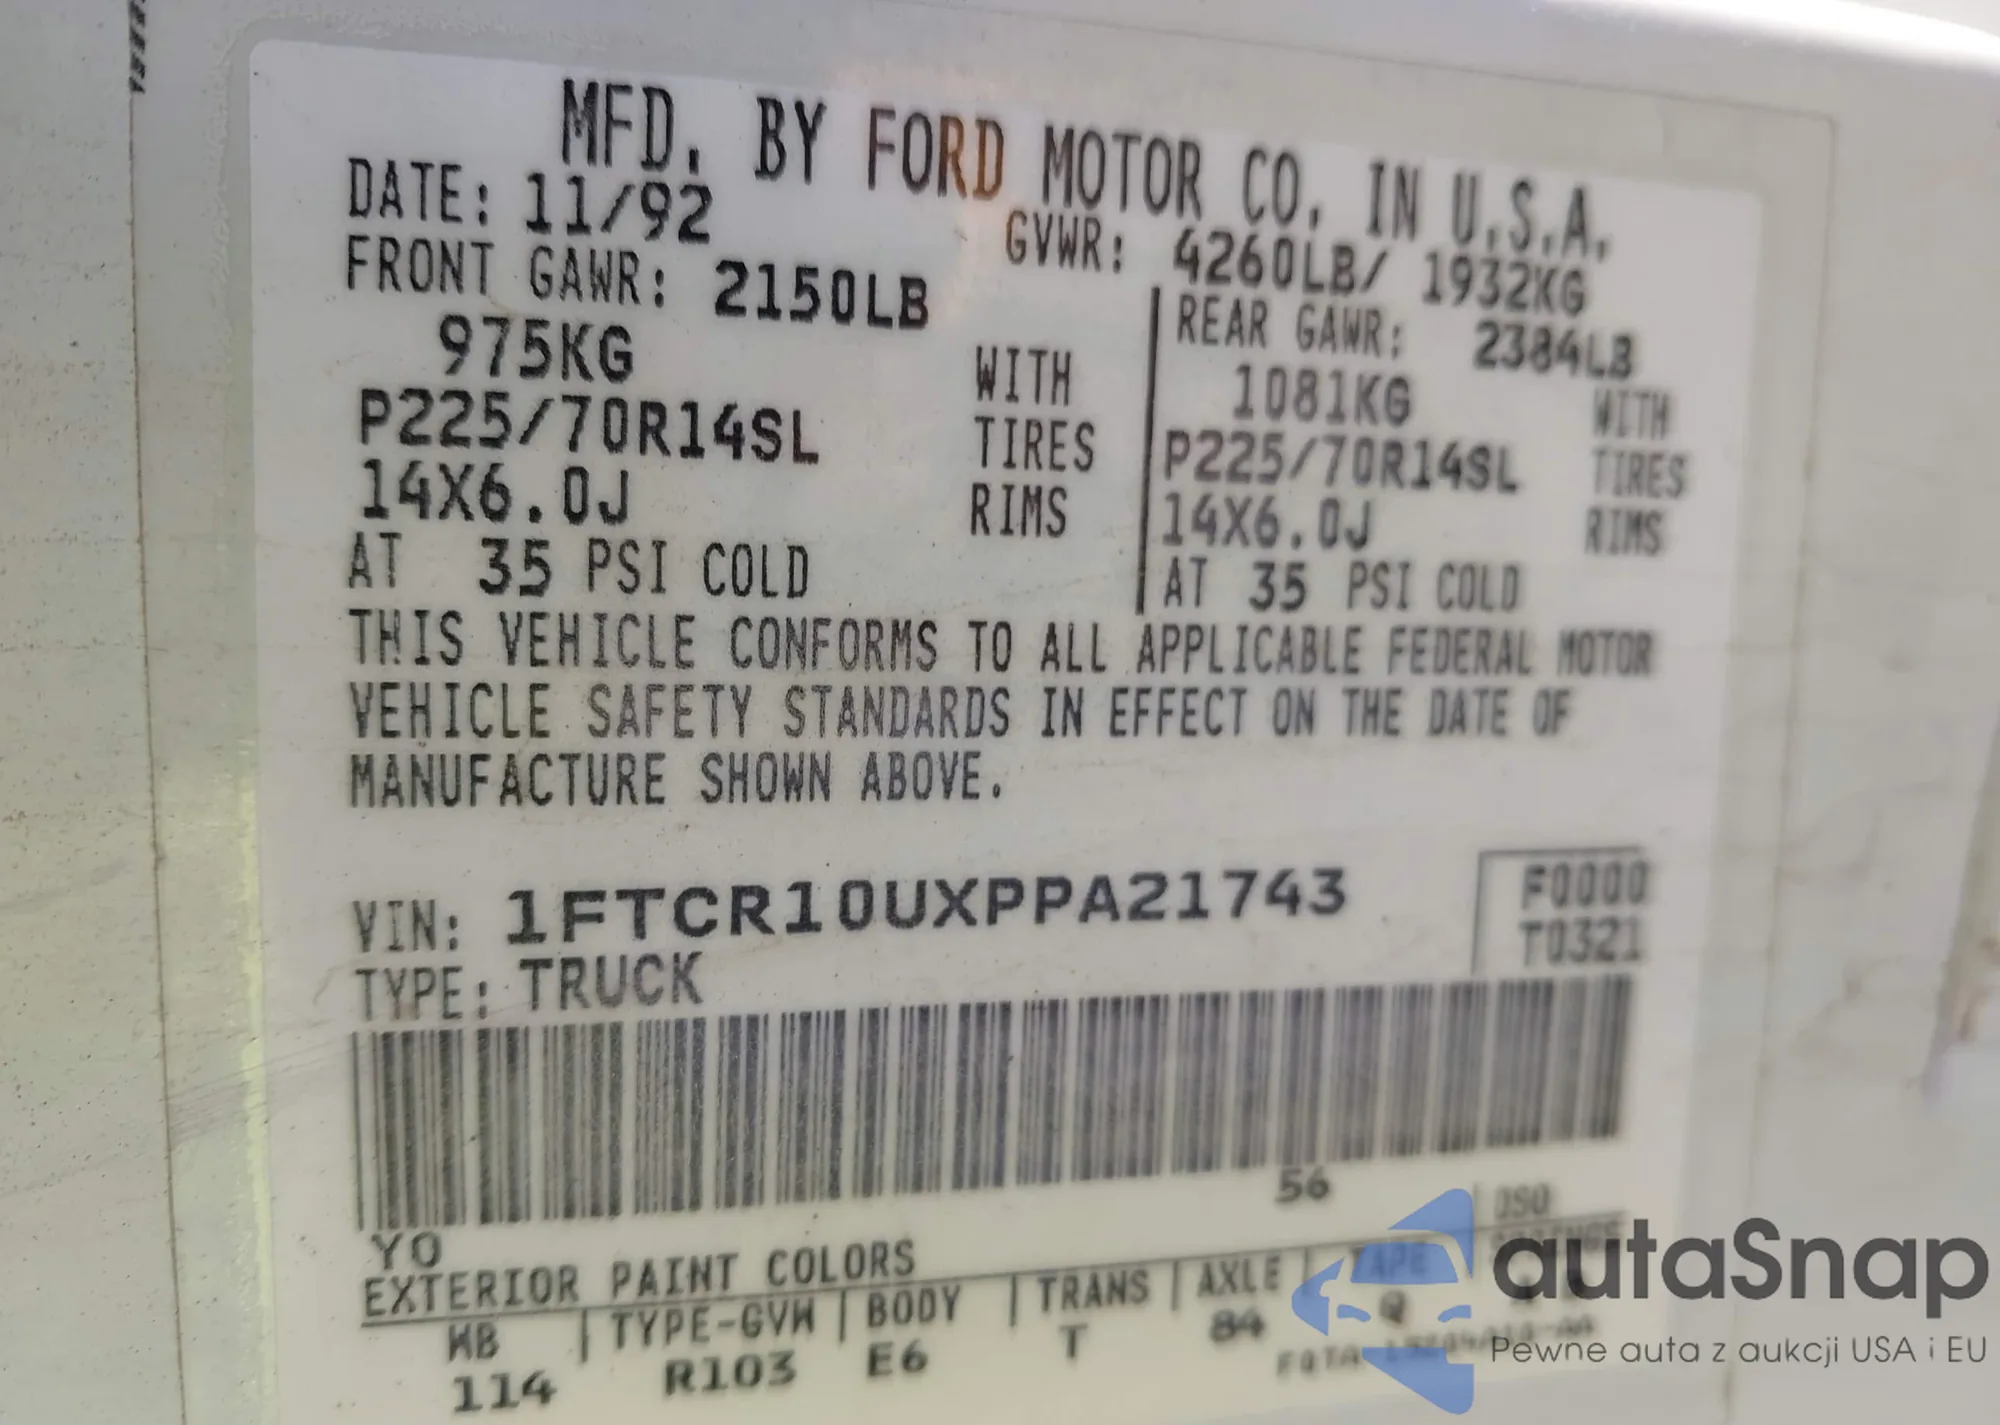 MFD. BY FORD MOTOR CO. IN U.S.A.
DATE: 11/92 GVWR: 4260LB/ 1932KG
FRONT GAWR: 2150LB REAR GAWR: 2384LB
975KG WITH 1081KG WITH
P225/70R14SL TIRES P225/70R14SL TIRES
14X6.0J RIMS 14X6.0J RIMS
AT 35 PSI COLD AT 35 PSI COLD
THIS VEHICLE CONFORMS TO ALL APPLICABLE FEDERAL MOTOR
VEHICLE SAFETY STANDARDS IN EFFECT ON THE DATE OF
MANUFACTURE SHOWN ABOVE.
VIN: 1FTCR10UXPPA21743 F0000
T0321
TYPE: TRUCK
56 DSO
YO
EXTERIOR PAINT COLORS
WB TYPE-GVW BODY TRANS AXLE TAPE
114 R103 E6 T 84 Q
autaSnap
Pewne auta z aukcji USA i EU